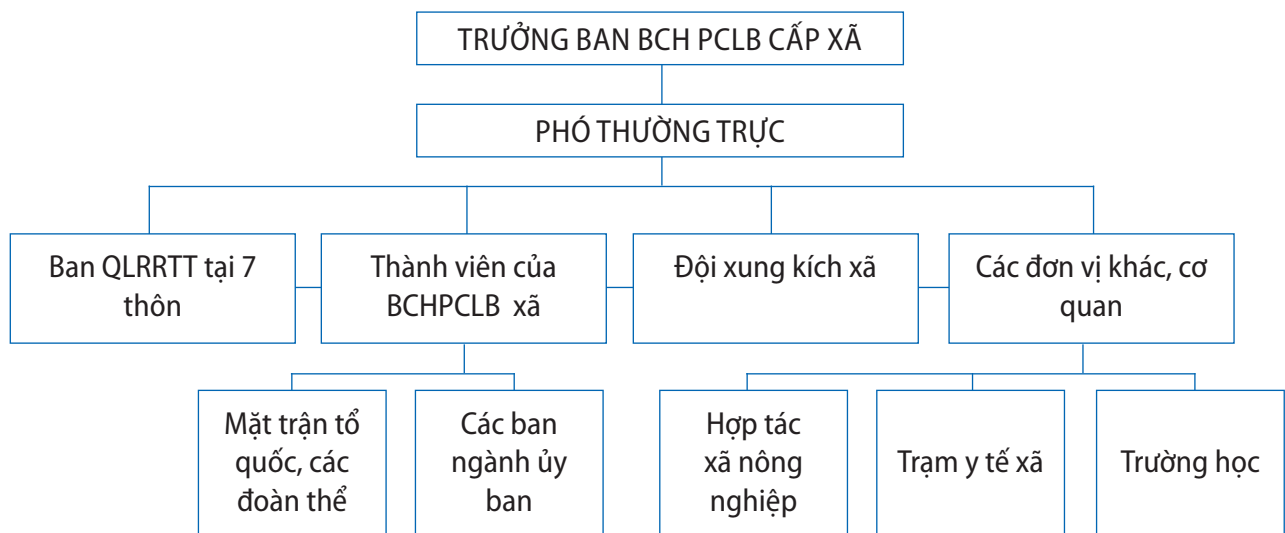 TRƯỞNG BAN BCH PCLB CẤP XÃ
PHÓ THƯỜNG TRỰC
Ban QLRRTT tại 7
thôn
Thành viên của
BCHPCLB xã
Đội xung kích xã
Các đơn vị khác, cơ
quan
Mặt trận tổ
quốc, các
đoàn thể
Các ban
ngành ủy
ban
Hợp tác
xã nông
nghiệp
Trạm y tế xã
Trường học